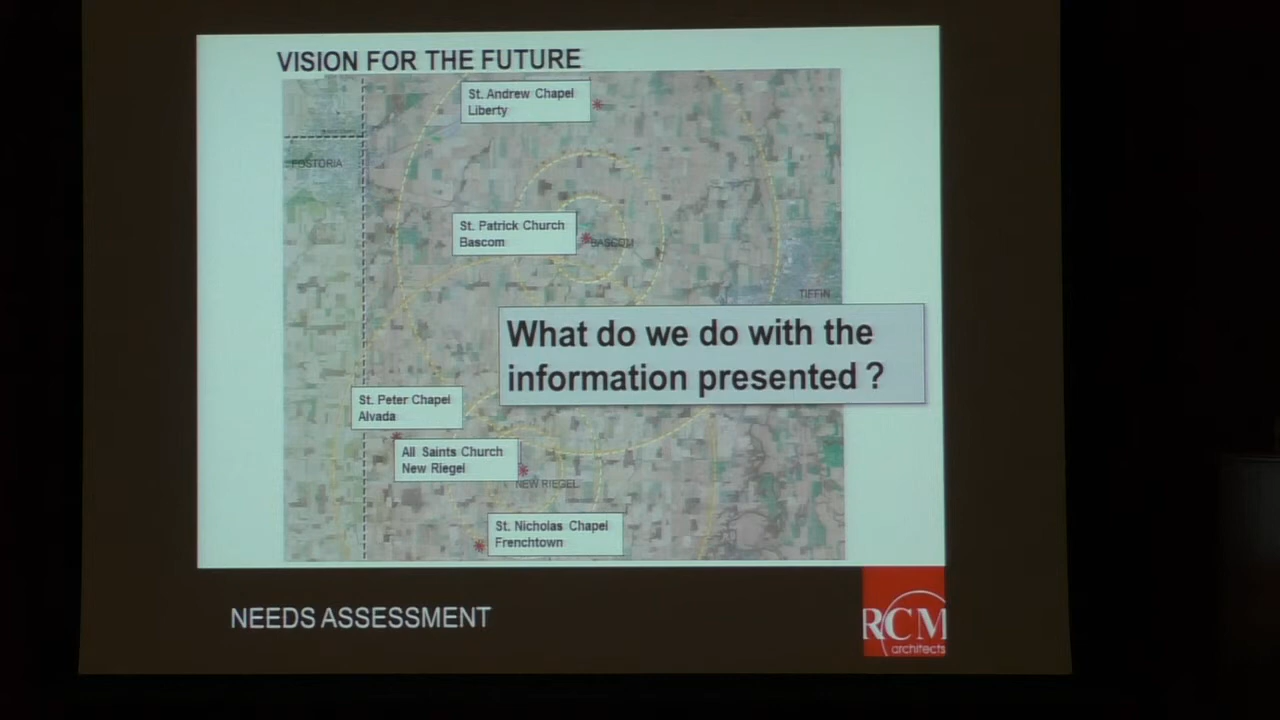 VISION FOR THE FUTURE
St. Andrew Chapel
Liberty
FOSTORIA
St. Patrick Church
Bascom
BASCOM
TIFFIN
What do we do with the
information presented ?
St. Peter Chapel
Alvada
All Saints Church
New Riegel
NEW RIEGEL
St. Nicholas Chapel
Frenchtown
NEEDS ASSESSMENT
RCM
architects